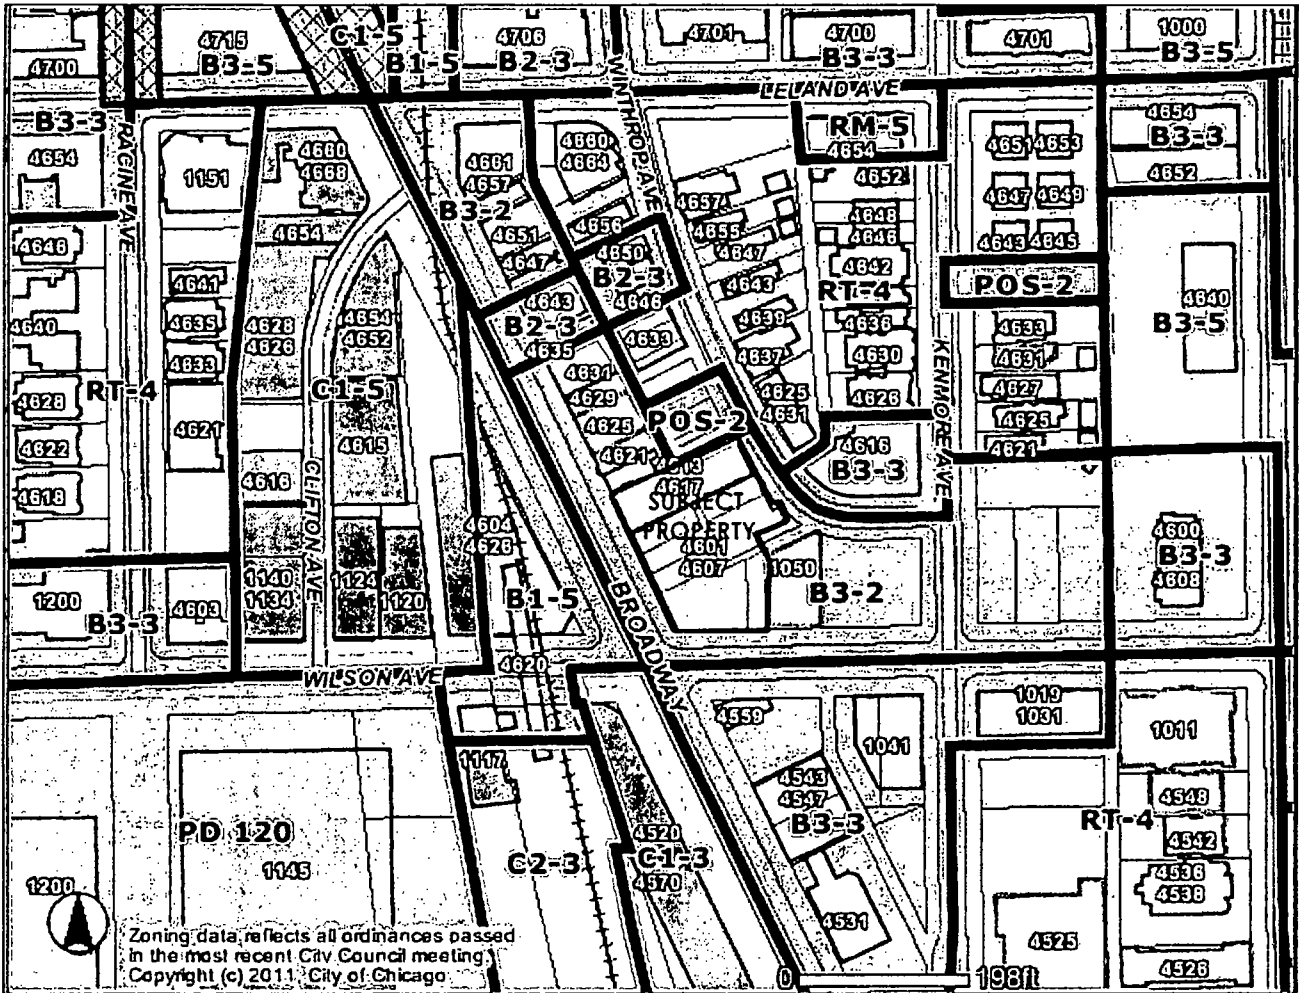 4715
C1-5
B1-5
4706
B2-3
4701
4700
B3-3
4701
1000
B3-5
4700
B3-5
WINTHROP AVE
LELAND AVE
B3-3
4654
RACINE AVE
1151
4660
4668
4654
4661
4657
B3-2
4651
4647
4660
4664
4656
4650
B2-3
4646
4657
4655
4647
4643
4639
4637
4625
4631
RM-5
4654
4652
4648
4646
4642
RT-4
4636
4630
4626
4651
4653
4647
4649
4643
4645
POS-2
4633
4631
4627
4625
4621
4654
B3-3
4652
4640
B3-5
4646
4640
4628
4622
4618
RT-4
4641
4635
4633
4621
4628
4626
4654
4652
C1-5
4615
4616
CLIFTON AVE
4643
B2-3
4635
4633
4631
4629
4625
4621
4613
4617
POS-2
SUBJECT
PROPERTY
4601
4607
1050
B3-2
KENMORE AVE
4616
B3-3
4600
B3-3
4608
4604
4626
B1-5
BROADWAY
1200
B3-3
4603
1140
1134
1124
1120
WILSON AVE
4620
4559
1041
1019
1031
1011
1117
4543
4547
B3-3
4548
RT-4
4542
4536
4538
PD 120
1145
1200
C2-3
4520
C1-3
4570
4531
4525
4526
Zoning data reflects all ordinances passed
in the most recent City Council meeting
Copyright (c) 2011 City of Chicago
0 198ft